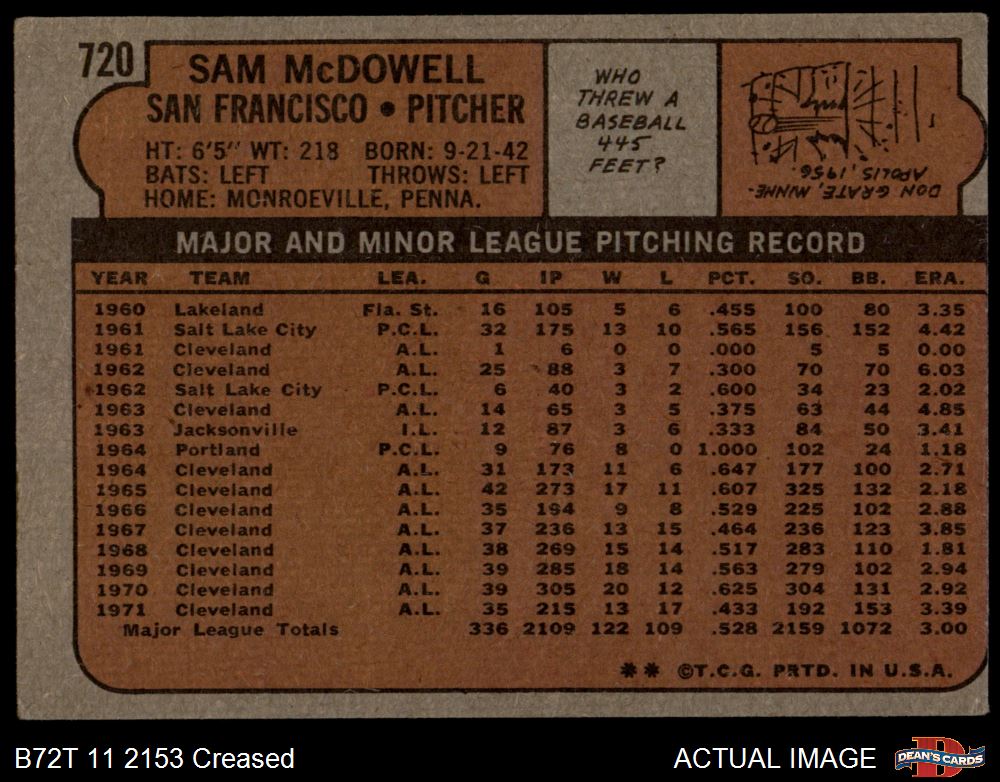 720
SAM McDOWELL
SAN FRANCISCO • PITCHER
HT: 6'5" WT: 218 BORN: 9-21-42
BATS: LEFT THROWS: LEFT
HOME: MONROEVILLE, PENNA.
WHO
THREW A
BASEBALL
445
FEET?
DON GRATE, MINNE-
APOLIS, 1956.
MAJOR AND MINOR LEAGUE PITCHING RECORD
YEAR TEAM LEA. G IP W L PCT. SO. BB. ERA.
1960 Lakeland Fla. St. 16 105 5 6 .455 100 80 3.35
1961 Salt Lake City P.C.L. 32 175 13 10 .565 156 152 4.42
1961 Cleveland A.L. 1 6 0 0 .000 5 5 0.00
1962 Cleveland A.L. 25 88 3 7 .300 70 70 6.03
1962 Salt Lake City P.C.L. 6 40 3 2 .600 34 23 2.02
1963 Cleveland A.L. 14 65 3 5 .375 63 44 4.85
1963 Jacksonville I.L. 12 87 3 6 .333 84 50 3.41
1964 Portland P.C.L. 9 76 8 0 1.000 102 24 1.18
1964 Cleveland A.L. 31 173 11 6 .647 177 100 2.71
1965 Cleveland A.L. 42 273 17 11 .607 325 132 2.18
1966 Cleveland A.L. 35 194 9 8 .529 225 102 2.88
1967 Cleveland A.L. 37 236 13 15 .464 236 123 3.85
1968 Cleveland A.L. 38 269 15 14 .517 283 110 1.81
1969 Cleveland A.L. 39 285 18 14 .563 279 102 2.94
1970 Cleveland A.L. 39 305 20 12 .625 304 131 2.92
1971 Cleveland A.L. 35 215 13 17 .433 192 153 3.39
Major League Totals 336 2109 122 109 .528 2159 1072 3.00
** ©T.C.G. PRTD. IN U.S.A.
B72T 11 2153 Creased
ACTUAL IMAGE
D
DEAN'S CARDS